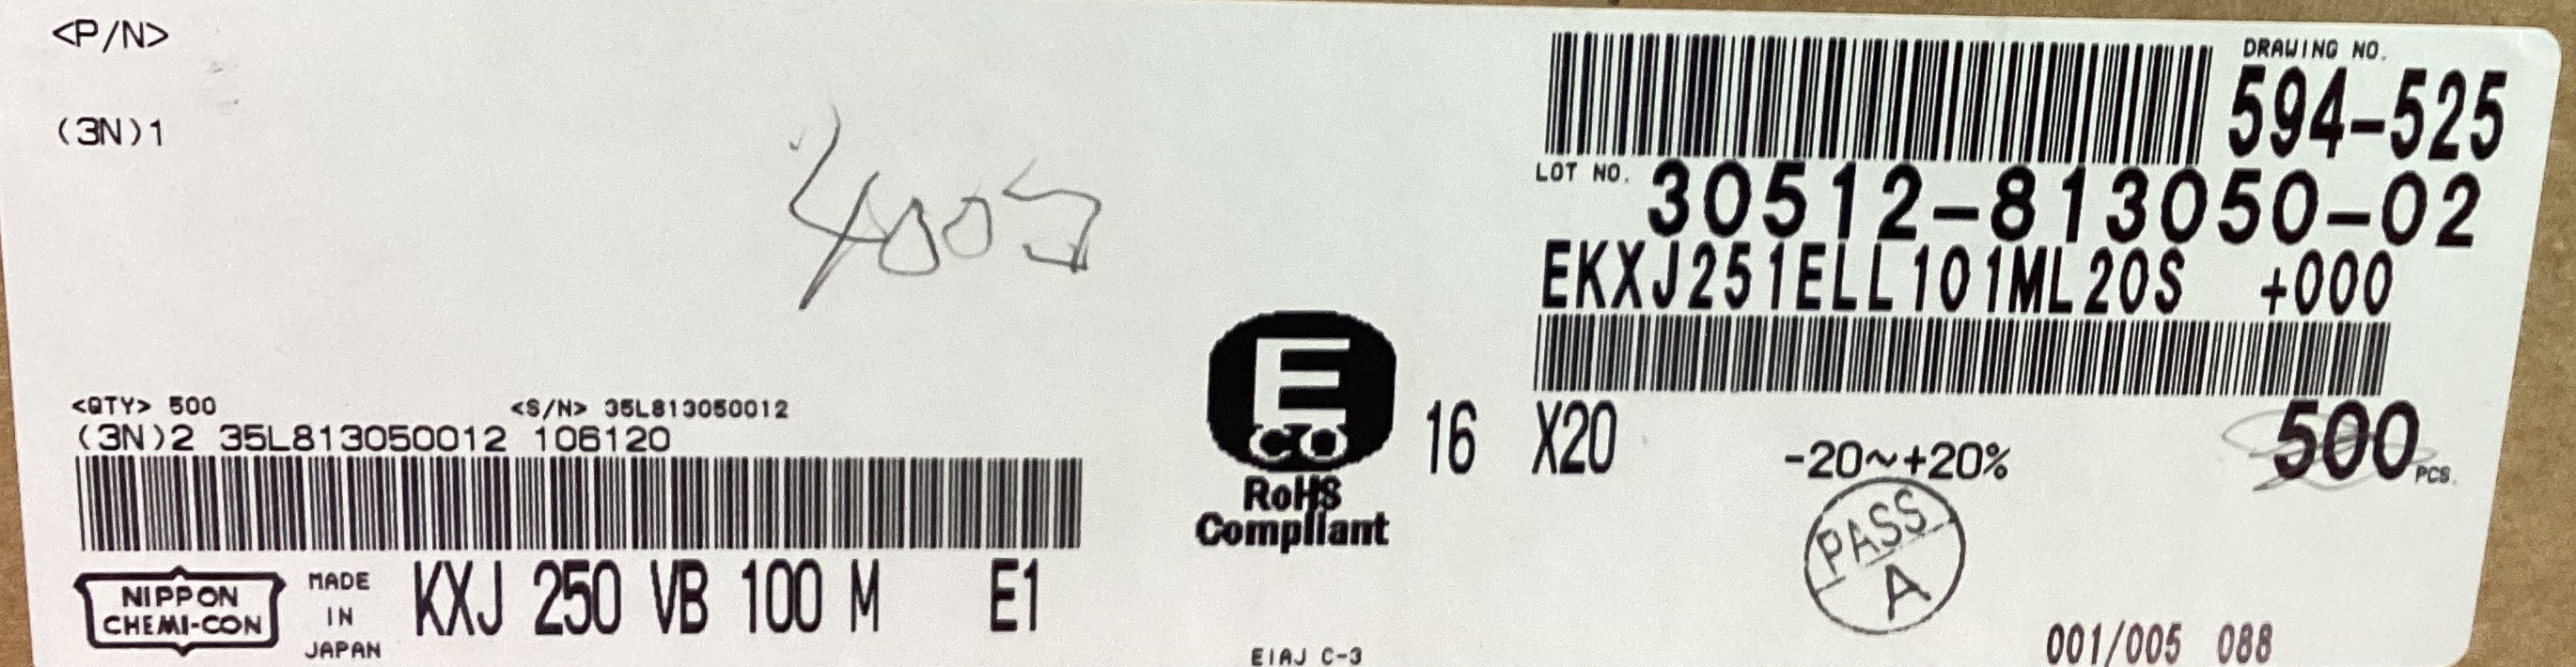 <P/N>
(3N)1
4005
DRAWING NO.
594-525
LOT NO. 30512-813050-02
EKXJ251ELL101ML20S +000
<QTY> 500 <S/N> 35L813050012
(3N)2 35L813050012 106120
E
CO
RoHS
Compliant
16 X20 -20~+20% 500 PCS.
PASS
A
NIPPON
CHEMI-CON
MADE
IN
JAPAN
KXJ 250 VB 100 M E1
EIAJ C-3
001/005 088